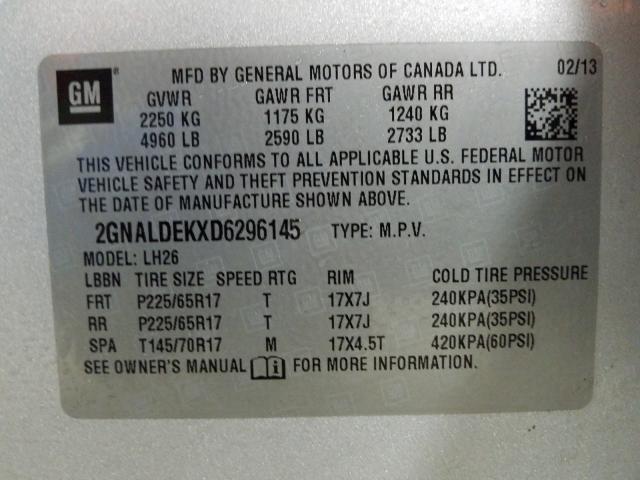 GM ® MFD BY GENERAL MOTORS OF CANADA LTD. 02/13
GVWR GAWR FRT GAWR RR
2250 KG 1175 KG 1240 KG
4960 LB 2590 LB 2733 LB
THIS VEHICLE CONFORMS TO ALL APPLICABLE U.S. FEDERAL MOTOR
VEHICLE SAFETY AND THEFT PREVENTION STANDARDS IN EFFECT ON
THE DATE OF MANUFACTURE SHOWN ABOVE.
2GNALDEKXD6296145 TYPE: M.P.V.
MODEL: LH26
LBBN TIRE SIZE SPEED RTG RIM COLD TIRE PRESSURE
FRT P225/65R17 T 17X7J 240KPA(35PSI)
RR P225/65R17 T 17X7J 240KPA(35PSI)
SPA T145/70R17 M 17X4.5T 420KPA(60PSI)
SEE OWNER'S MANUAL FOR MORE INFORMATION.